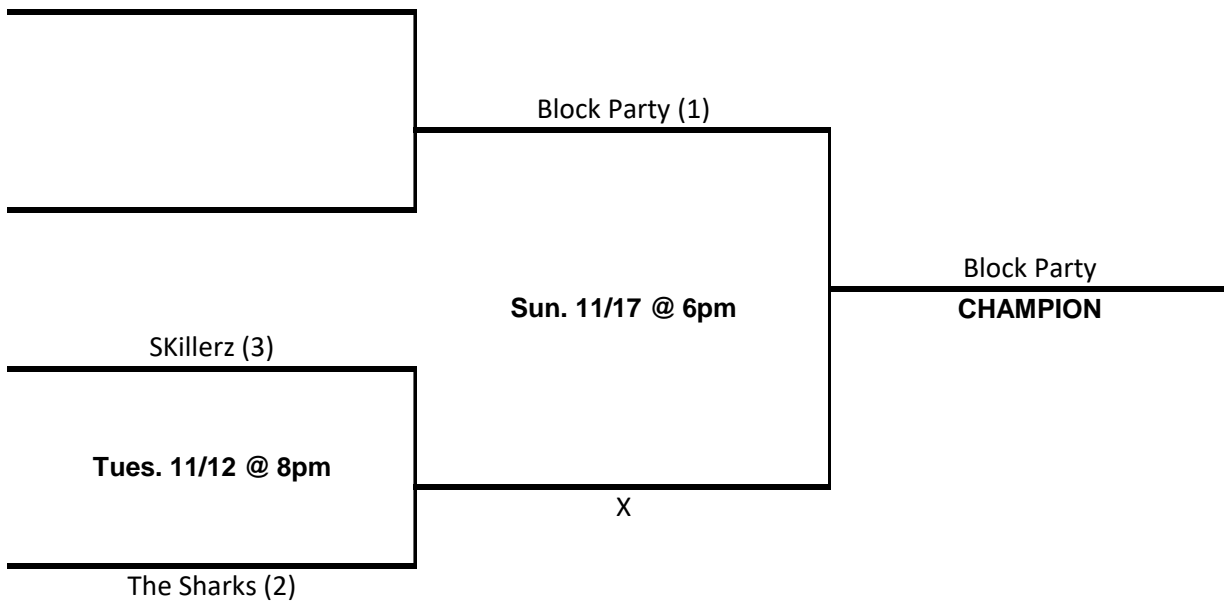 Block Party (1)
Block Party
Sun. 11/17 @ 6pm
CHAMPION
SKillerz (3)
Tues. 11/12 @ 8pm
X
The Sharks (2)